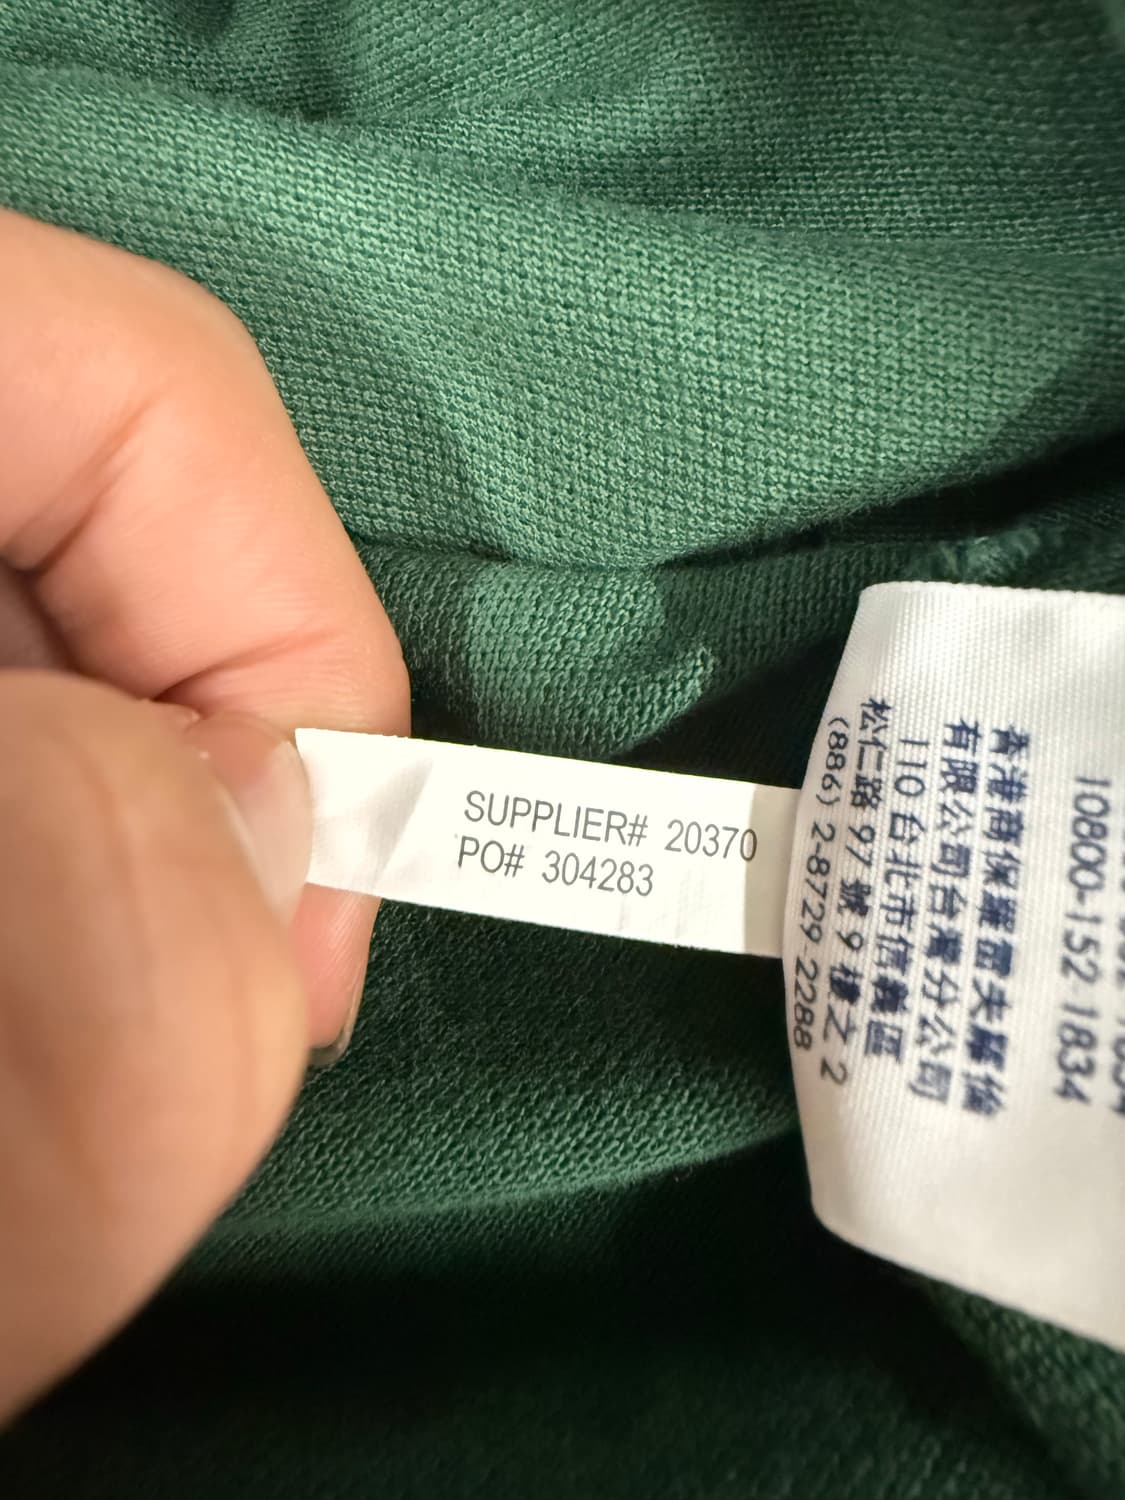 SUPPLIER# 20370
PO# 304283
10800-152-1834
香港商保羅留夫羅倫
有限公司台灣分公司
110 台北市信義區
松仁路 97 號 9 樓之 2
(886) 2-8729-2288